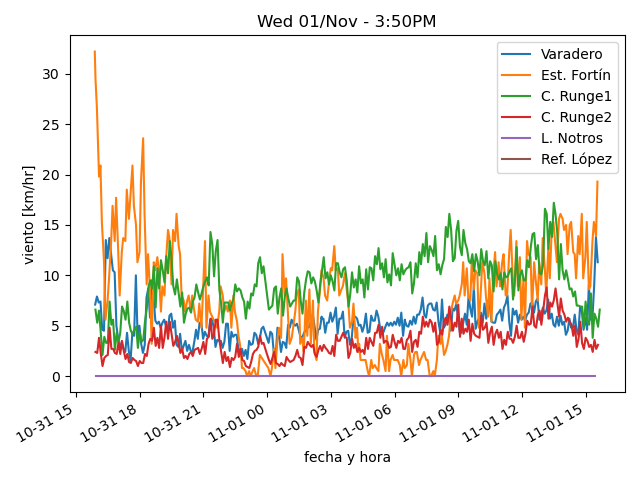 Wed 01/Nov - 3:50PM
Varadero
Est. Fortín
C. Runge1
C. Runge2
L. Notros
Ref. López
viento [km/hr]
30
25
20
15
10
5
0
10-31 15
10-31 18
10-31 21
11-01 00
11-01 03
11-01 06
11-01 09
11-01 12
11-01 15
fecha y hora